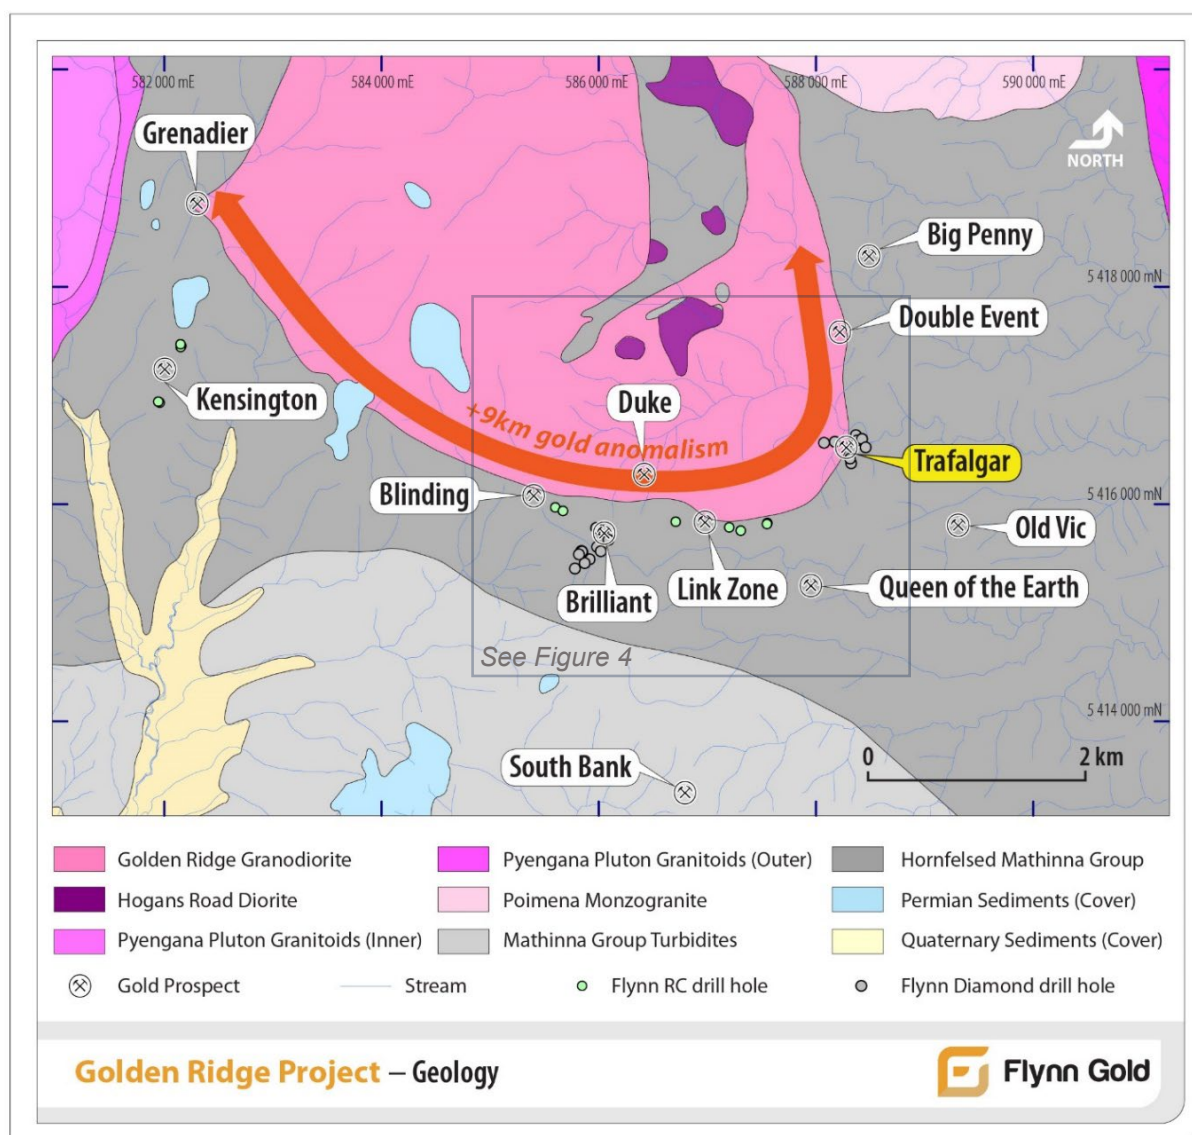 582 000 mE
584 000 mE
586 000 mE
588 000 mE
590 000 mE
Grenadier
NORTH
Big Penny
5 418 000 mN
Double Event
Kensington
Duke
+9km gold anomalism
Trafalgar
Blinding
5 416 000 mN
Old Vic
Link Zone
Queen of the Earth
Brilliant
See Figure 4
5 414 000 mN
South Bank
0
2 km
Golden Ridge Granodiorite
Pyengana Pluton Granitoids (Outer)
Hornfelsed Mathinna Group
Hogans Road Diorite
Poimena Monzogranite
Permian Sediments (Cover)
Pyengana Pluton Granitoids (Inner)
Mathinna Group Turbidites
Quaternary Sediments (Cover)
Gold Prospect
Stream
Flynn RC drill hole
Flynn Diamond drill hole
Golden Ridge Project – Geology
Flynn Gold